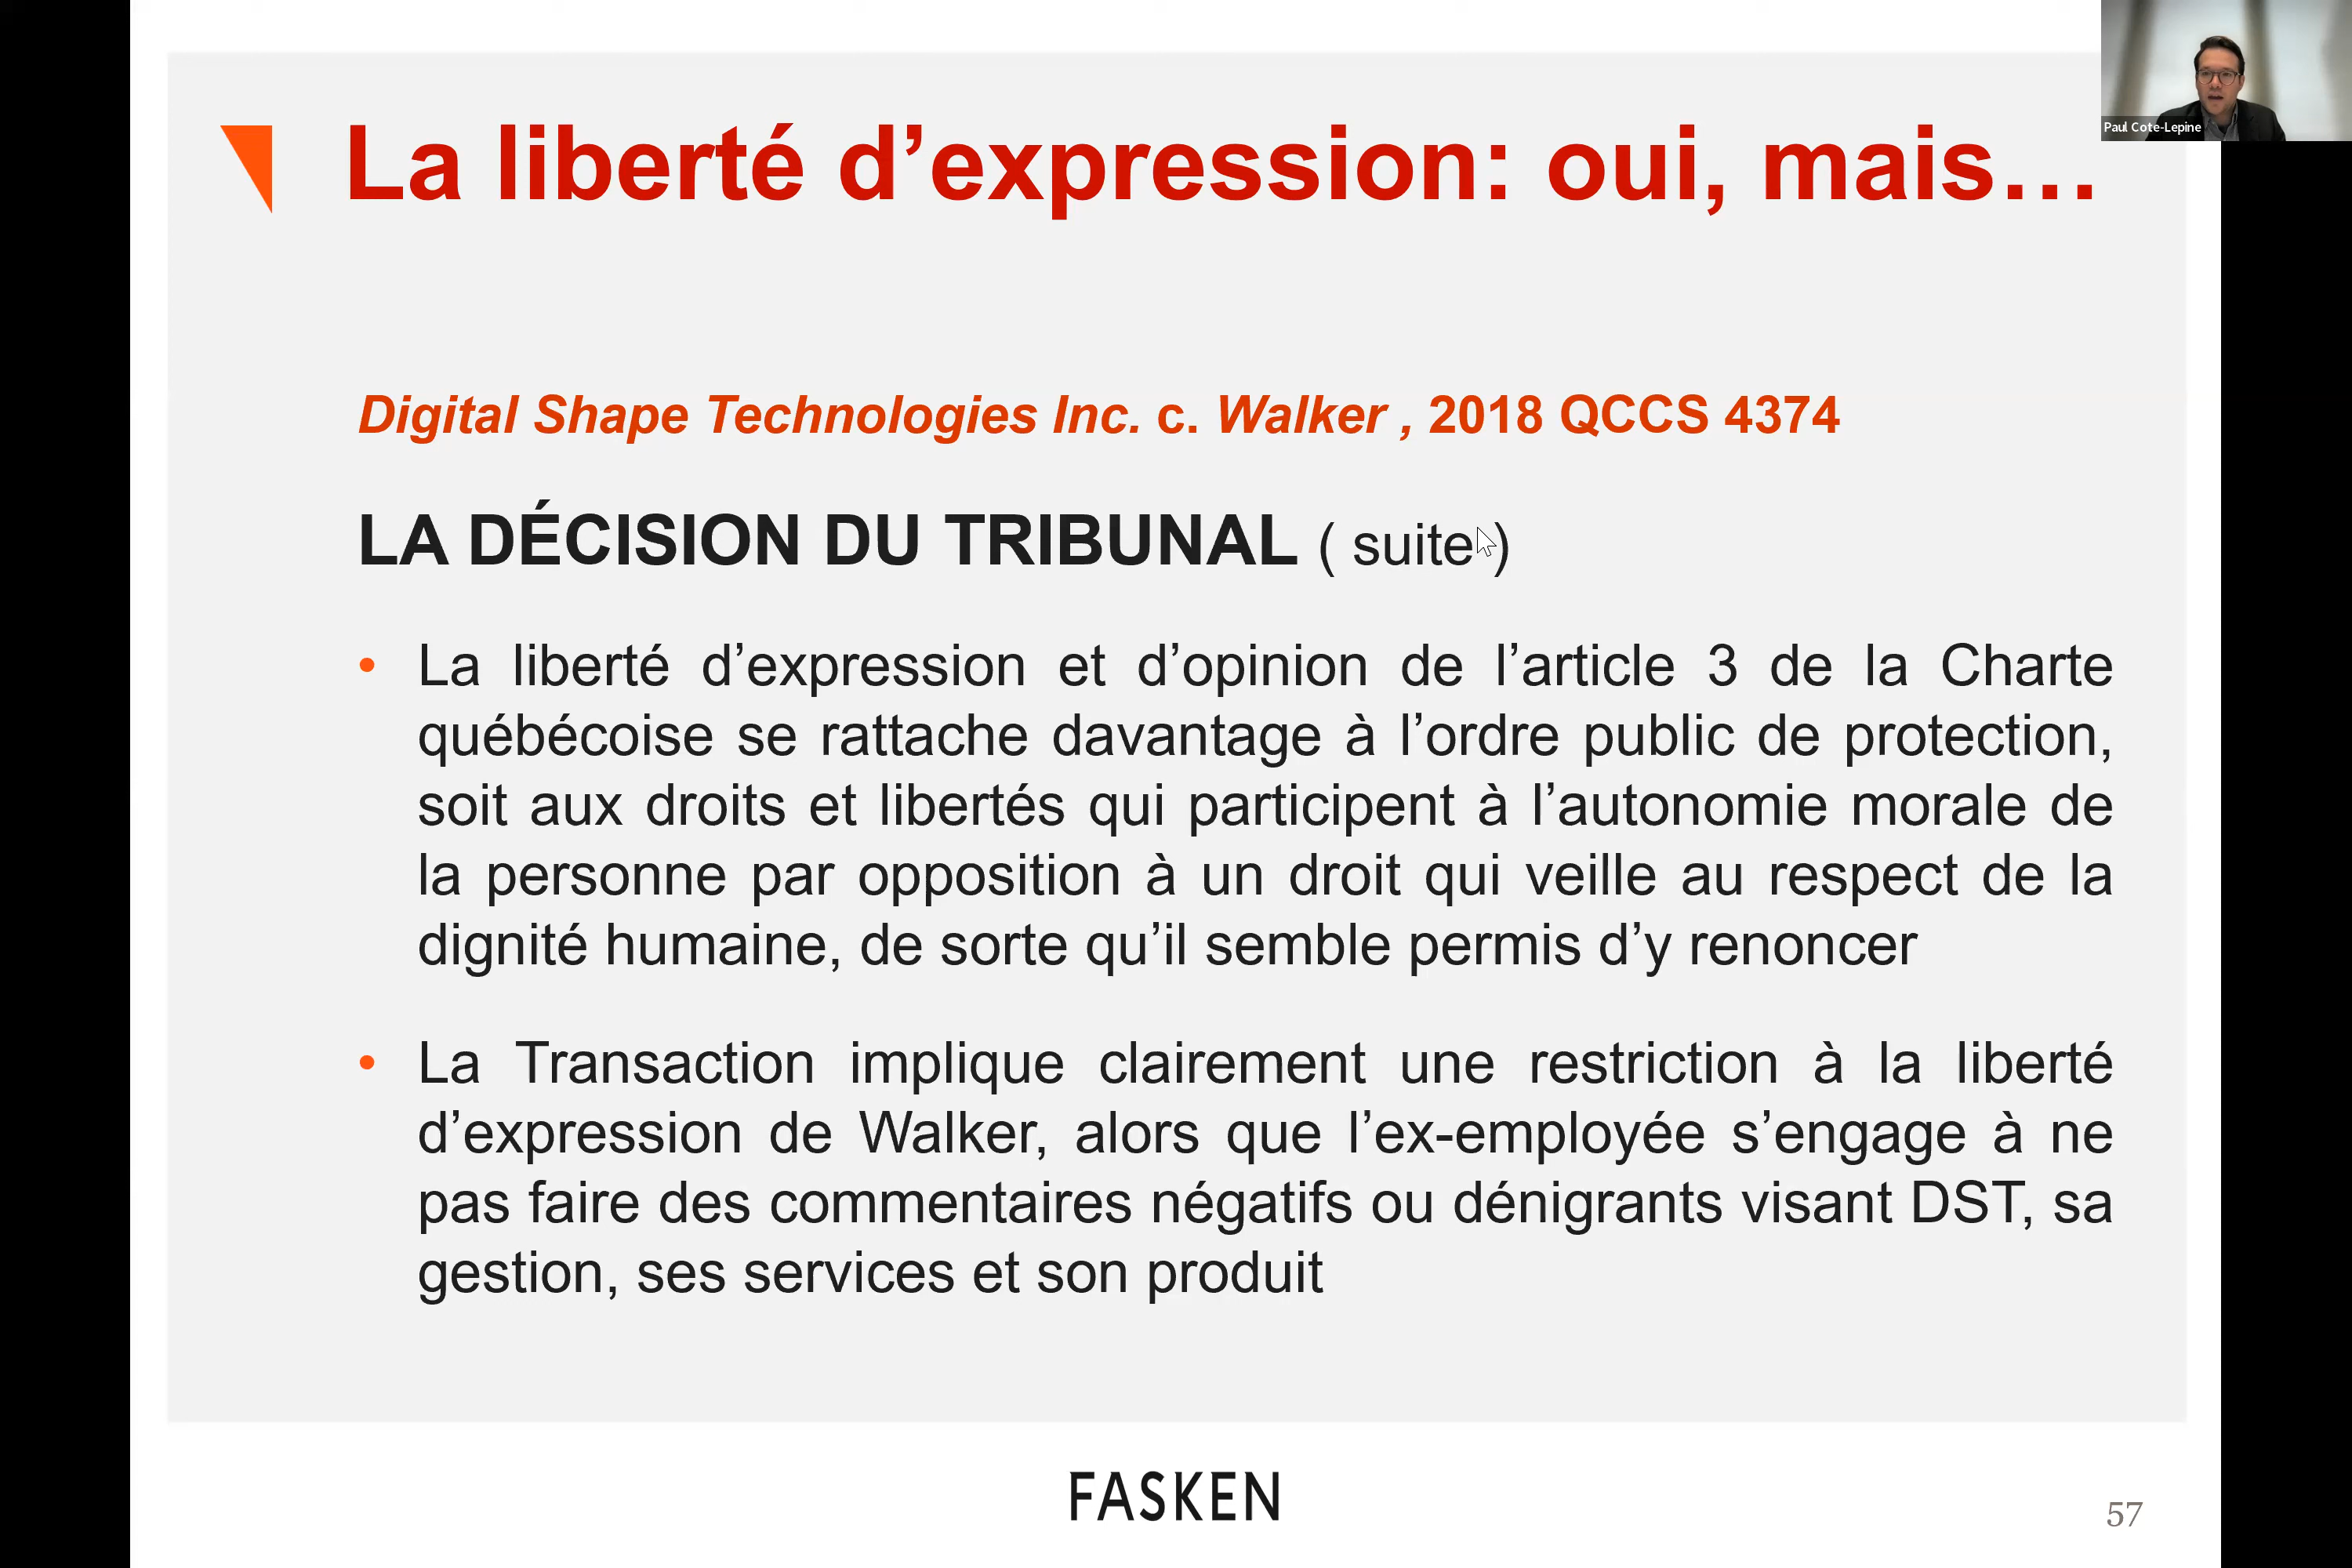 Paul Cote-Lepine
La liberté d’expression: oui, mais…
Digital Shape Technologies Inc. c. Walker , 2018 QCCS 4374
LA DÉCISION DU TRIBUNAL ( suite )
• La liberté d’expression et d’opinion de l’article 3 de la Charte
québécoise se rattache davantage à l’ordre public de protection,
soit aux droits et libertés qui participent à l’autonomie morale de
la personne par opposition à un droit qui veille au respect de la
dignité humaine, de sorte qu’il semble permis d’y renoncer
• La Transaction implique clairement une restriction à la liberté
d’expression de Walker, alors que l’ex-employée s’engage à ne
pas faire des commentaires négatifs ou dénigrants visant DST, sa
gestion, ses services et son produit
FASKEN
57